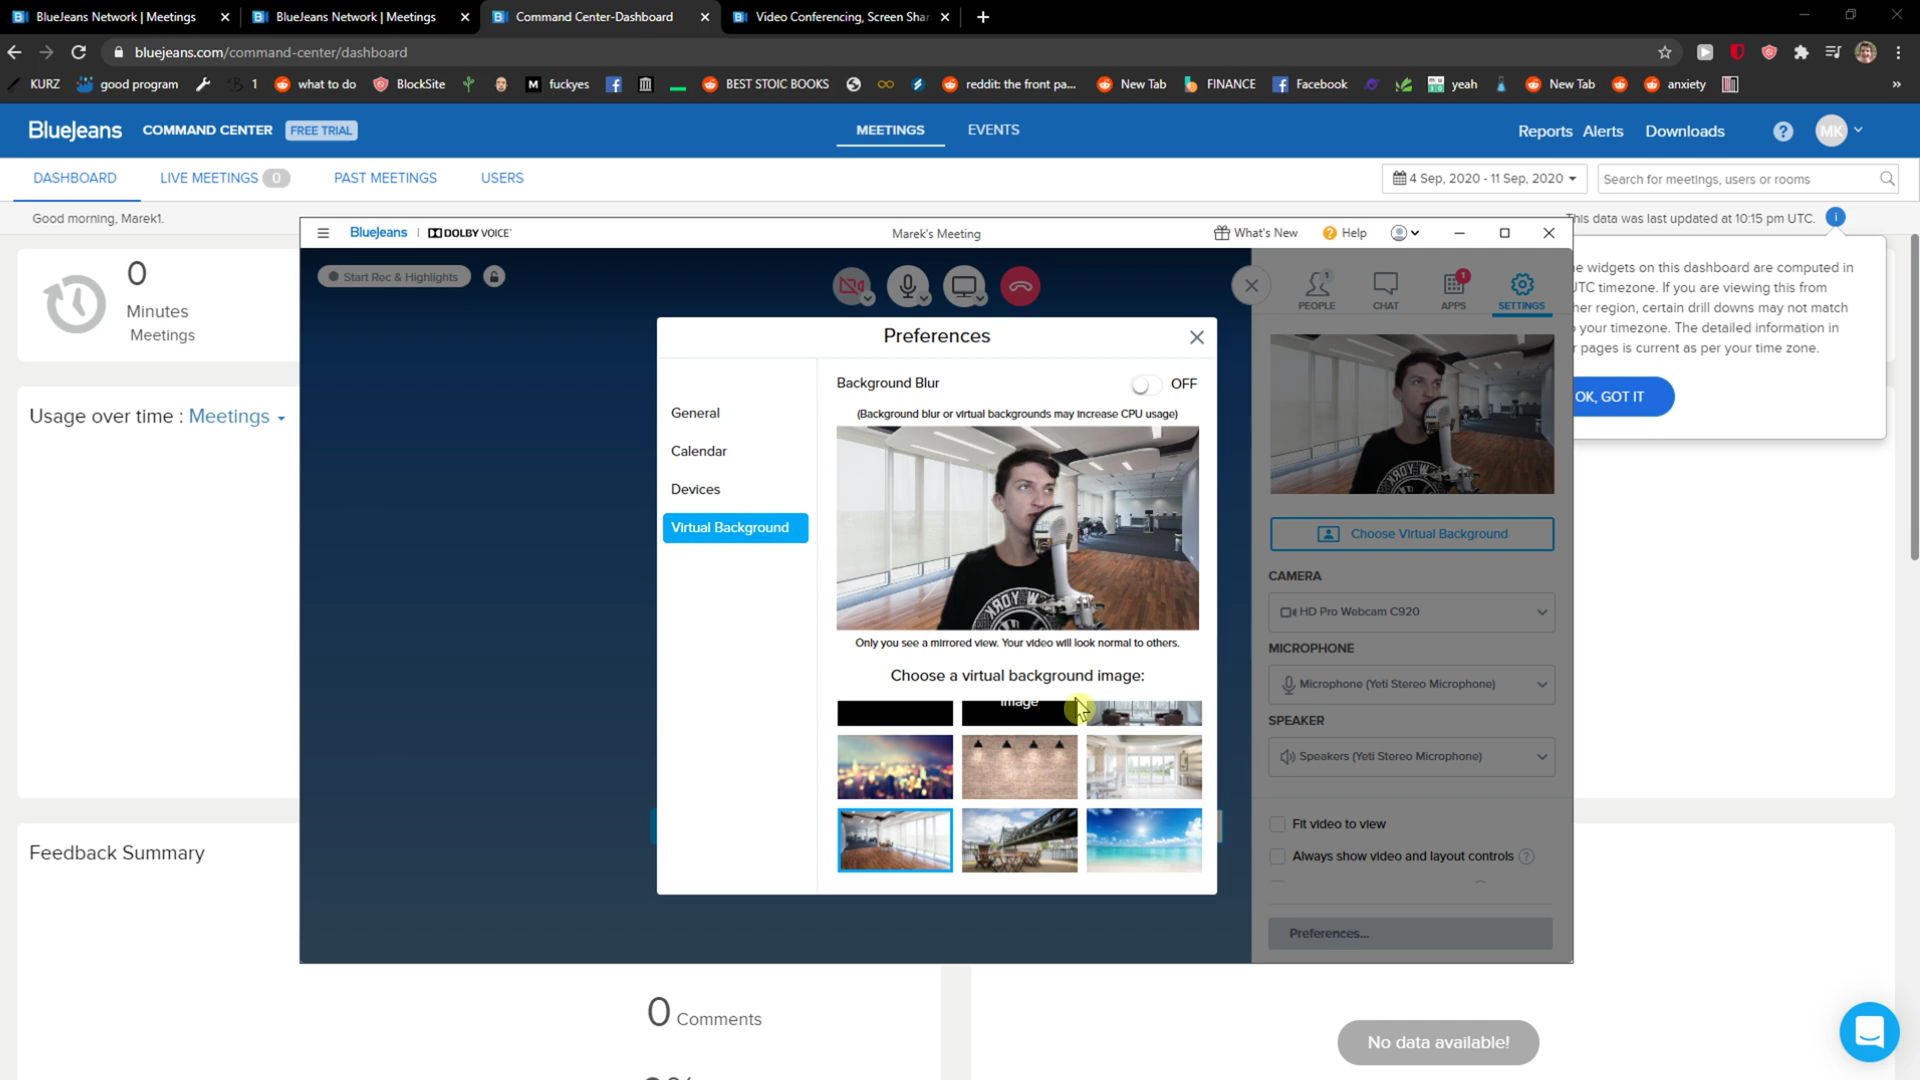 BlueJeans Network | Meetings
BlueJeans Network | Meetings
Command Center-Dashboard
Video Conferencing, Screen Shar
bluejeans.com/command-center/dashboard
KURZ
good program
1
what to do
BlockSite
M fuckyes
BEST STOIC BOOKS
reddit: the front pa...
New Tab
FINANCE
Facebook
yeah
New Tab
anxiety
»
BlueJeans COMMAND CENTER FREE TRIAL
MEETINGS
EVENTS
Reports Alerts Downloads
?
MK
DASHBOARD
LIVE MEETINGS 0
PAST MEETINGS
USERS
4 Sep, 2020 - 11 Sep, 2020
Search for meetings, users or rooms
Good morning, Marek1.
This data was last updated at 10:15 pm UTC.
i
0
Minutes
Meetings
Usage over time : Meetings
Feedback Summary
0 Comments
No data available!
e widgets on this dashboard are computed in
UTC timezone. If you are viewing this from
her region, certain drill downs may not match
your timezone. The detailed information in
r pages is current as per your time zone.
OK, GOT IT
BlueJeans | DOLBY VOICE
Marek's Meeting
What's New
Help
Start Rec & Highlights
PEOPLE 1
CHAT
APPS 1
SETTINGS
Preferences
General
Calendar
Devices
Virtual Background
Background Blur
OFF
(Background blur or virtual backgrounds may increase CPU usage)
NEW YORK
Only you see a mirrored view. Your video will look normal to others.
Choose a virtual background image:
Image
NEW YORK
Choose Virtual Background
CAMERA
HD Pro Webcam C920
MICROPHONE
Microphone (Yeti Stereo Microphone)
SPEAKER
Speakers (Yeti Stereo Microphone)
Fit video to view
Always show video and layout controls ?
Preferences...